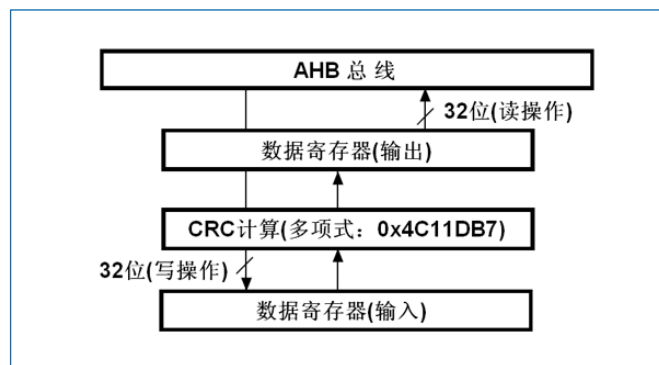 AHB 总 线
32位(读操作)
数据寄存器(输出)
CRC计算(多项式：0x4C11DB7)
32位(写操作)
数据寄存器(输入)